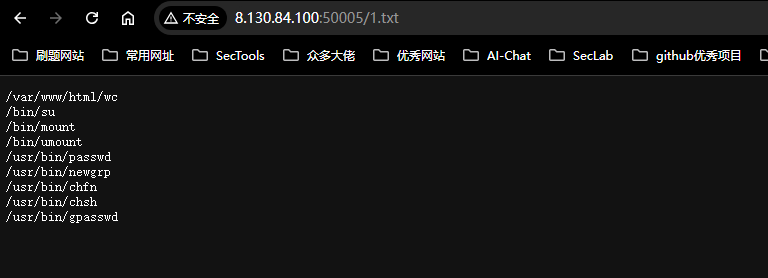 不安全 8.130.84.100:50005/1.txt
刷题网站 常用网址 SecTools 众多大佬 优秀网站 AI-Chat SecLab github优秀项目
/var/www/html/wc
/bin/su
/bin/mount
/bin/umount
/usr/bin/passwd
/usr/bin/newgrp
/usr/bin/chfn
/usr/bin/chsh
/usr/bin/gpasswd